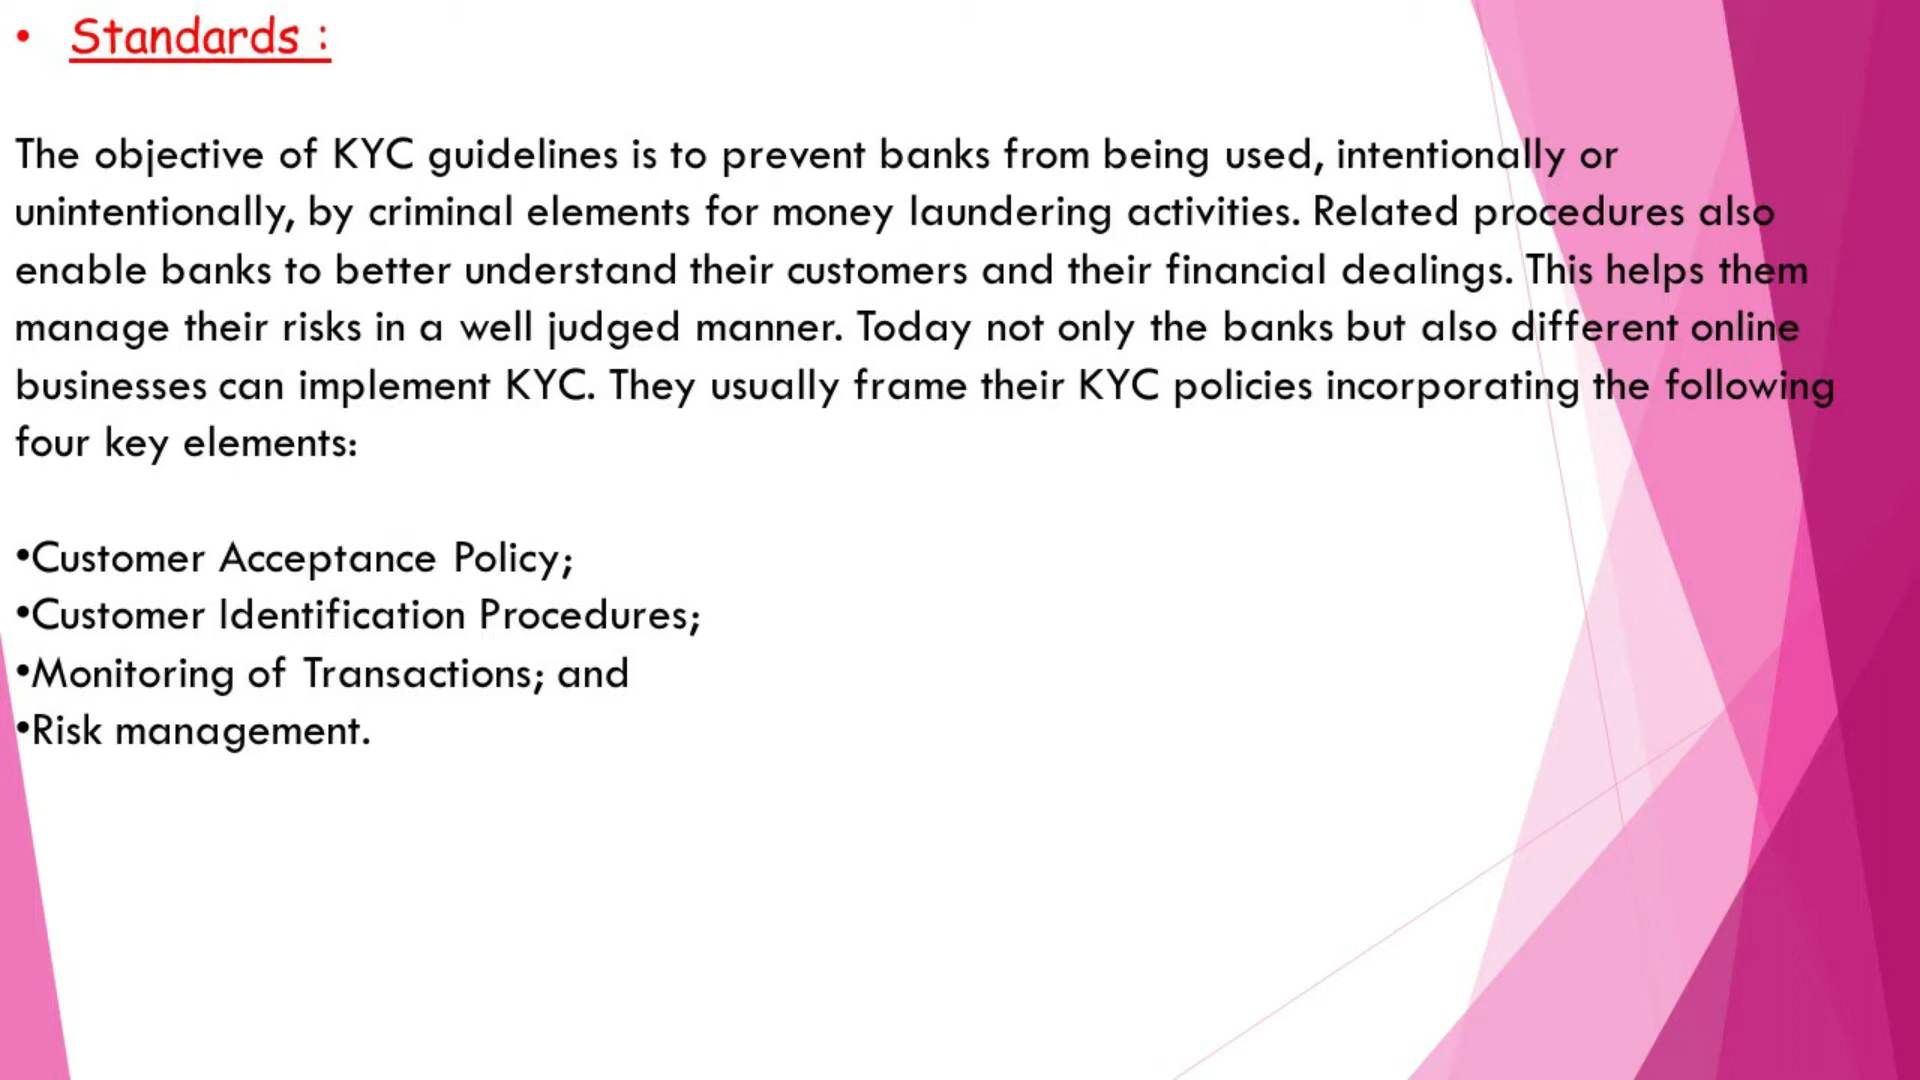 • Standards :
The objective of KYC guidelines is to prevent banks from being used, intentionally or
unintentionally, by criminal elements for money laundering activities. Related procedures also
enable banks to better understand their customers and their financial dealings. This helps them
manage their risks in a well judged manner. Today not only the banks but also different online
businesses can implement KYC. They usually frame their KYC policies incorporating the following
four key elements:
•Customer Acceptance Policy;
•Customer Identification Procedures;
•Monitoring of Transactions; and
•Risk management.